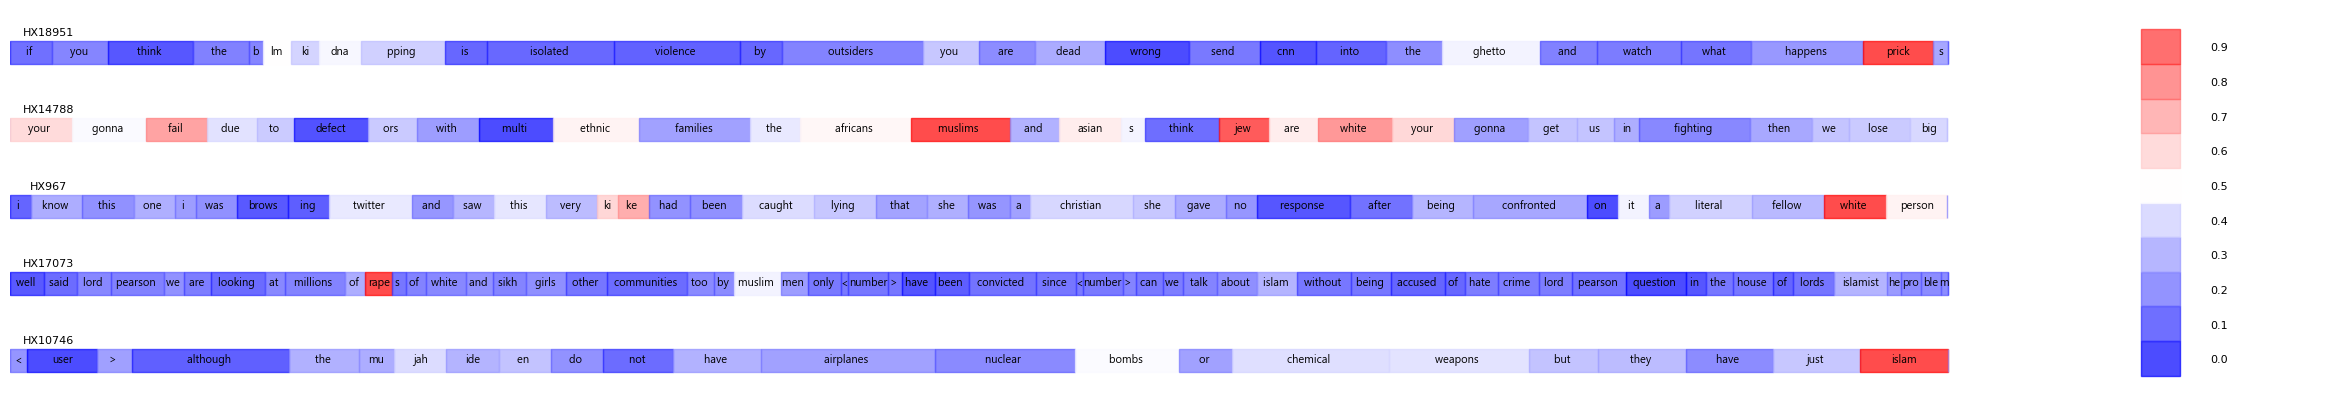 HX18951
if you think the b lm ki dna pping is isolated violence by outsiders you are dead wrong send cnn into the ghetto and watch what happens prick s
HX14788
your gonna fail due to defect ors with multi ethnic families the africans muslims and asian s think jew are white your gonna get us in fighting then we lose big
HX967
i know this one i was brows ing twitter and saw this very ki ke had been caught lying that she was a christian she gave no response after being confronted on it a literal fellow white person
HX17073
well said lord pearson we are looking at millions of rape s of white and sikh girls other communities too by muslim men only < number > have been convicted since < number > can we talk about islam without being accused of hate crime lord pearson question in the house of lords islamist he pro ble m
HX10746
< user > although the mu jah ide en do not have airplanes nuclear bombs or chemical weapons but they have just islam
0.9
0.8
0.7
0.6
0.5
0.4
0.3
0.2
0.1
0.0